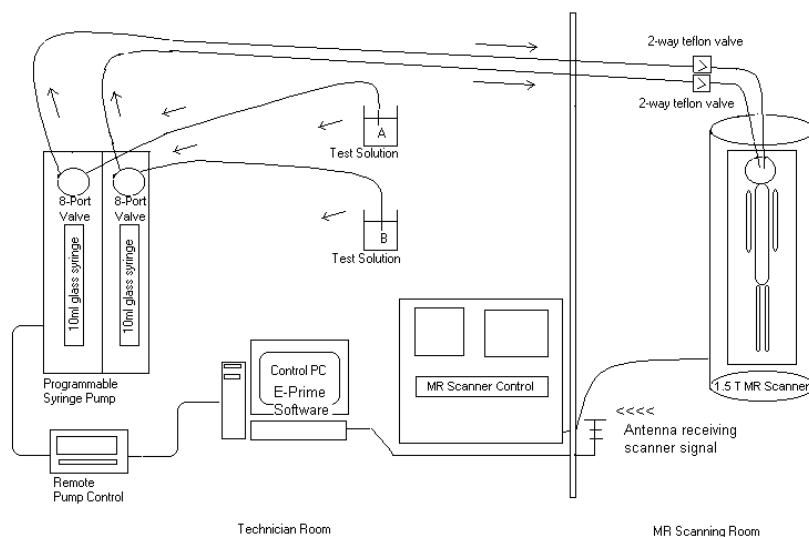 2-way teflon valve
>
>
2-way teflon valve
A
Test Solution
8-Port
Valve
8-Port
Valve
10ml glass syringe
10ml glass syringe
B
Test Solution
Programmable
Syringe Pump
Control PC
E-Prime
Software
MR Scanner Control
1.5 T MR Scanner
<<<<
Antenna receiving
scanner signal
Remote
Pump Control
Technician Room
MR Scanning Room